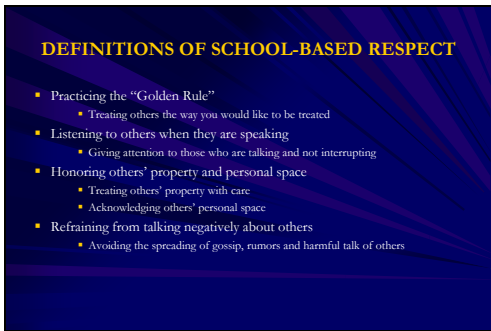 DEFINITIONS OF SCHOOL-BASED RESPECT
▪ Practicing the “Golden Rule”
▪ Treating others the way you would like to be treated
▪ Listening to others when they are speaking
▪ Giving attention to those who are talking and not interrupting
▪ Honoring others’ property and personal space
▪ Treating others’ property with care
▪ Acknowledging others’ personal space
▪ Refraining from talking negatively about others
▪ Avoiding the spreading of gossip, rumors and harmful talk of others